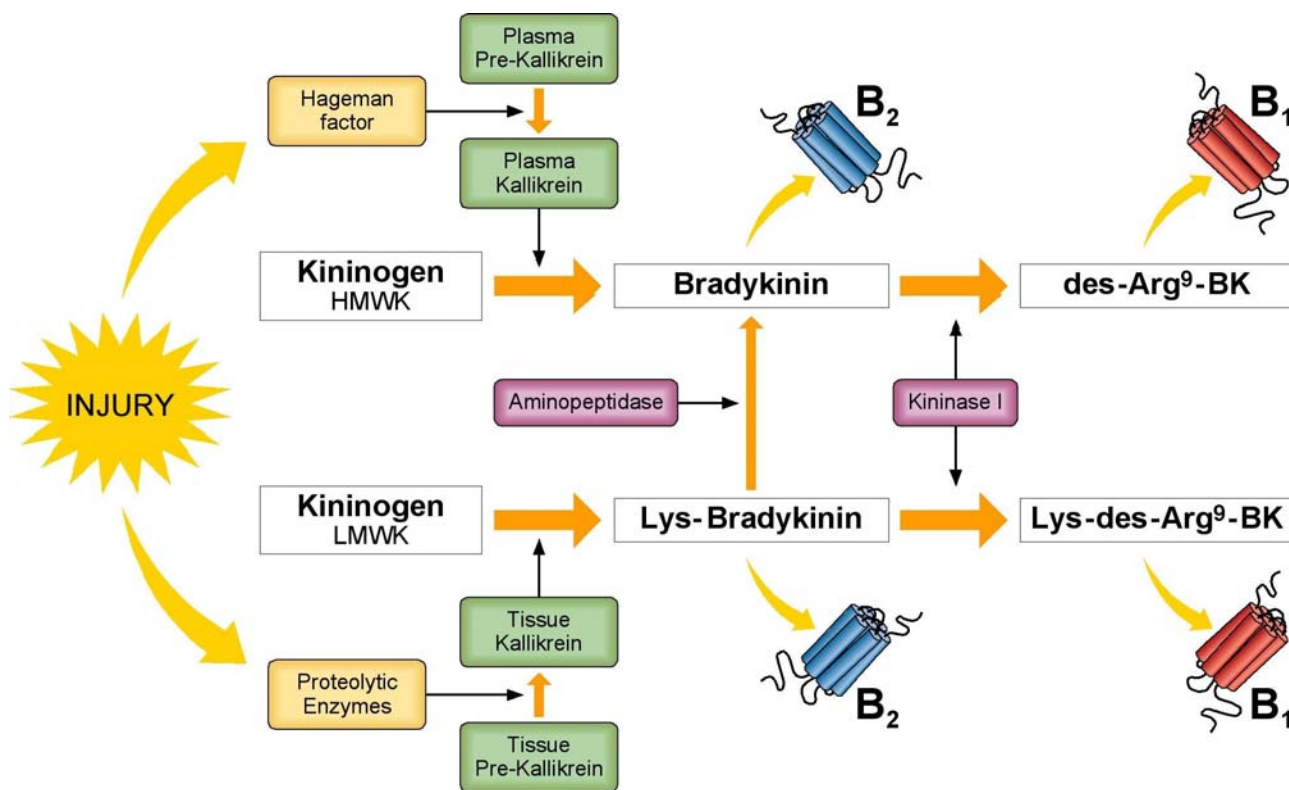 Plasma
Pre-Kallikrein
Hageman
factor
B₂
B₁
Plasma
Kallikrein
Kininogen
HMWK
Bradykinin
des-Arg⁹-BK
INJURY
Aminopeptidase
Kininase I
Kininogen
LMWK
Lys-Bradykinin
Lys-des-Arg⁹-BK
Tissue
Kallikrein
Proteolytic
Enzymes
B₂
B₁
Tissue
Pre-Kallikrein